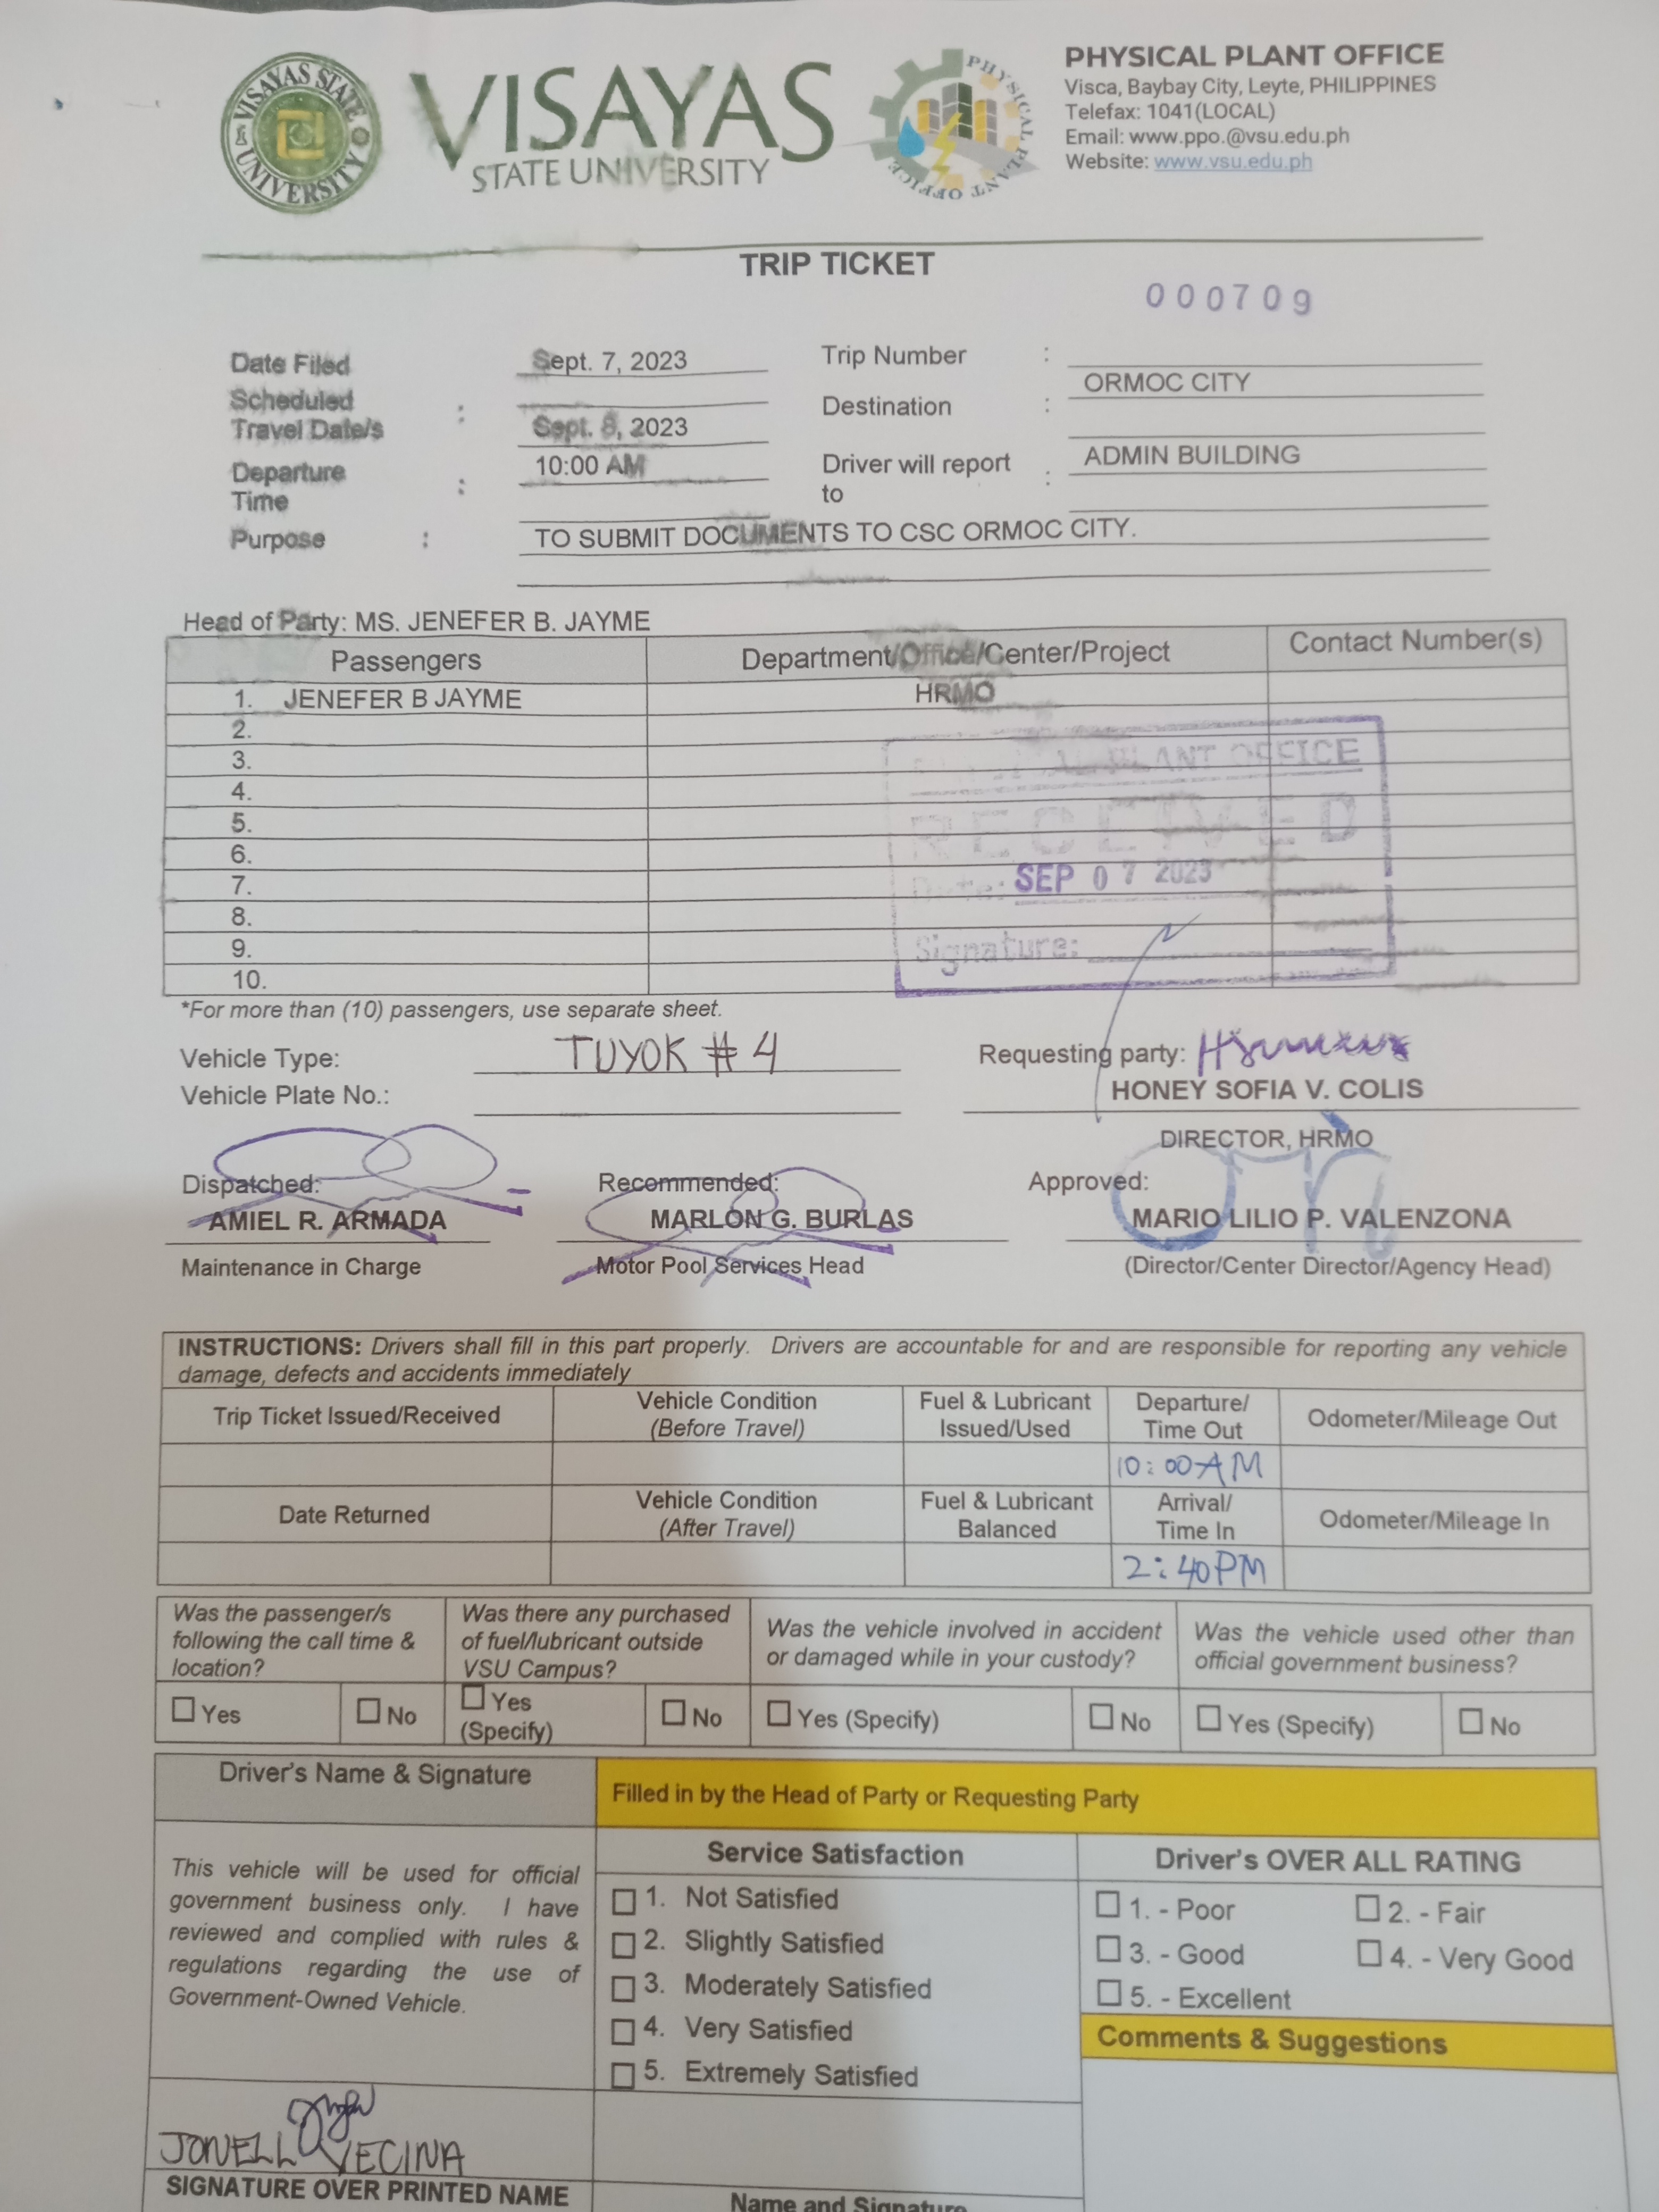 VISAYAS STATE UNIVERSITY
VISAYAS
STATE UNIVERSITY
PHYSICAL PLANT OFFICE
PHYSICAL PLANT OFFICE
Visca, Baybay City, Leyte, PHILIPPINES
Telefax: 1041(LOCAL)
Email: www.ppo.@vsu.edu.ph
Website: www.vsu.edu.ph
TRIP TICKET
000709
Date Filed Sept. 7, 2023 Trip Number :
Scheduled Travel Date/s : Sept. 8, 2023 Destination : ORMOC CITY
Departure Time : 10:00 AM Driver will report to : ADMIN BUILDING
Purpose : TO SUBMIT DOCUMENTS TO CSC ORMOC CITY.
Head of Party: MS. JENEFER B. JAYME
Passengers Department/Office/Center/Project Contact Number(s)
1. JENEFER B JAYME HRMO
2.
3.
4.
5.
6.
7.
8.
9.
10.
PLANT OFFICE
RECEIVED
Date: SEP 07 2023
Signature:
*For more than (10) passengers, use separate sheet.
Vehicle Type: TUYOK # 4 Requesting party:
Vehicle Plate No.: HONEY SOFIA V. COLIS
DIRECTOR, HRMO
Dispatched: Recommended: Approved:
AMIEL R. ARMADA MARLON G. BURLAS MARIO LILIO P. VALENZONA
Maintenance in Charge Motor Pool Services Head (Director/Center Director/Agency Head)
INSTRUCTIONS: Drivers shall fill in this part properly. Drivers are accountable for and are responsible for reporting any vehicle
damage, defects and accidents immediately
Trip Ticket Issued/Received Vehicle Condition (Before Travel) Fuel & Lubricant Issued/Used Departure/ Time Out Odometer/Mileage Out
10:00 AM
Date Returned Vehicle Condition (After Travel) Fuel & Lubricant Balanced Arrival/ Time In Odometer/Mileage In
2:40PM
Was the passenger/s following the call time & location? Was there any purchased of fuel/lubricant outside VSU Campus? Was the vehicle involved in accident or damaged while in your custody? Was the vehicle used other than official government business?
Yes No Yes (Specify) No Yes (Specify) No Yes (Specify) No
Driver's Name & Signature
Filled in by the Head of Party or Requesting Party
This vehicle will be used for official
government business only. I have
reviewed and complied with rules &
regulations regarding the use of
Government-Owned Vehicle.
Service Satisfaction
1. Not Satisfied
2. Slightly Satisfied
3. Moderately Satisfied
4. Very Satisfied
5. Extremely Satisfied
Driver's OVER ALL RATING
1. - Poor 2. - Fair
3. - Good 4. - Very Good
5. - Excellent
Comments & Suggestions
JONELL VECINA
SIGNATURE OVER PRINTED NAME
Name and Signature